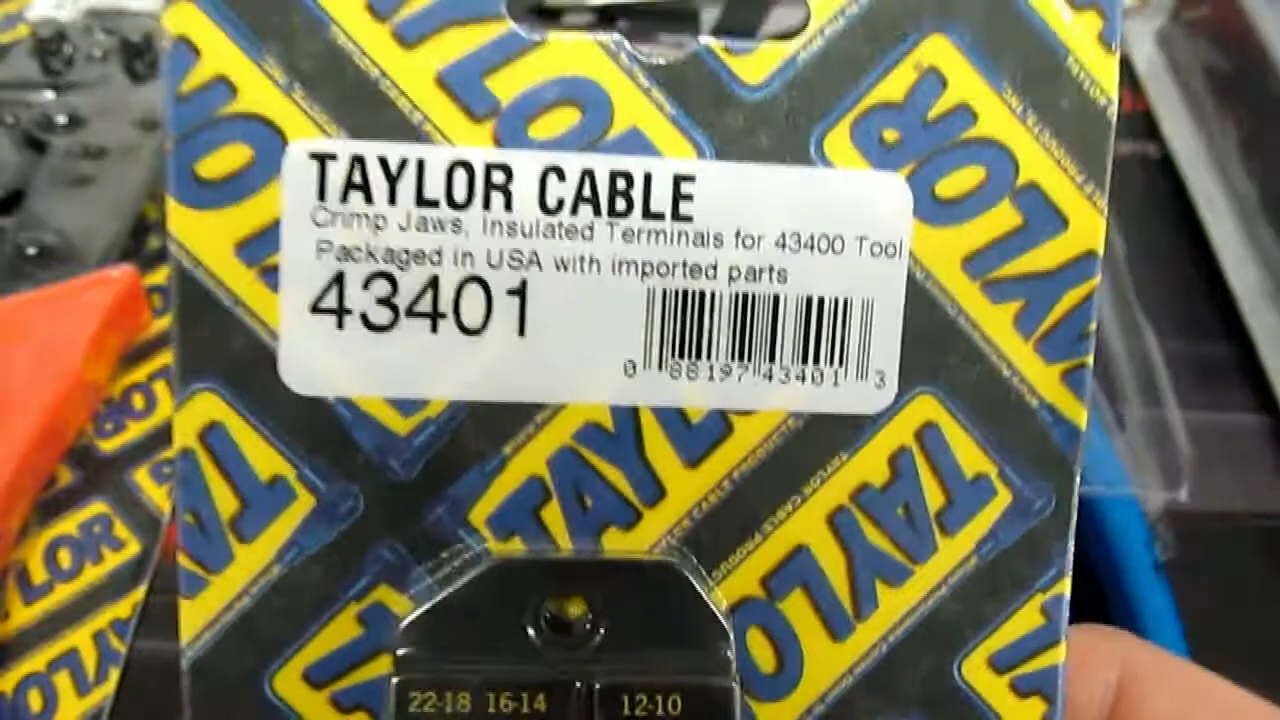 TAYLOR
TAYLOR CABLE
Crimp Jaws, Insulated Terminals for 43400 Tool
Packaged in USA with imported parts
43401
0 88197 43401 3
TAYLOR
TAYLOR
22-18 16-14 12-10